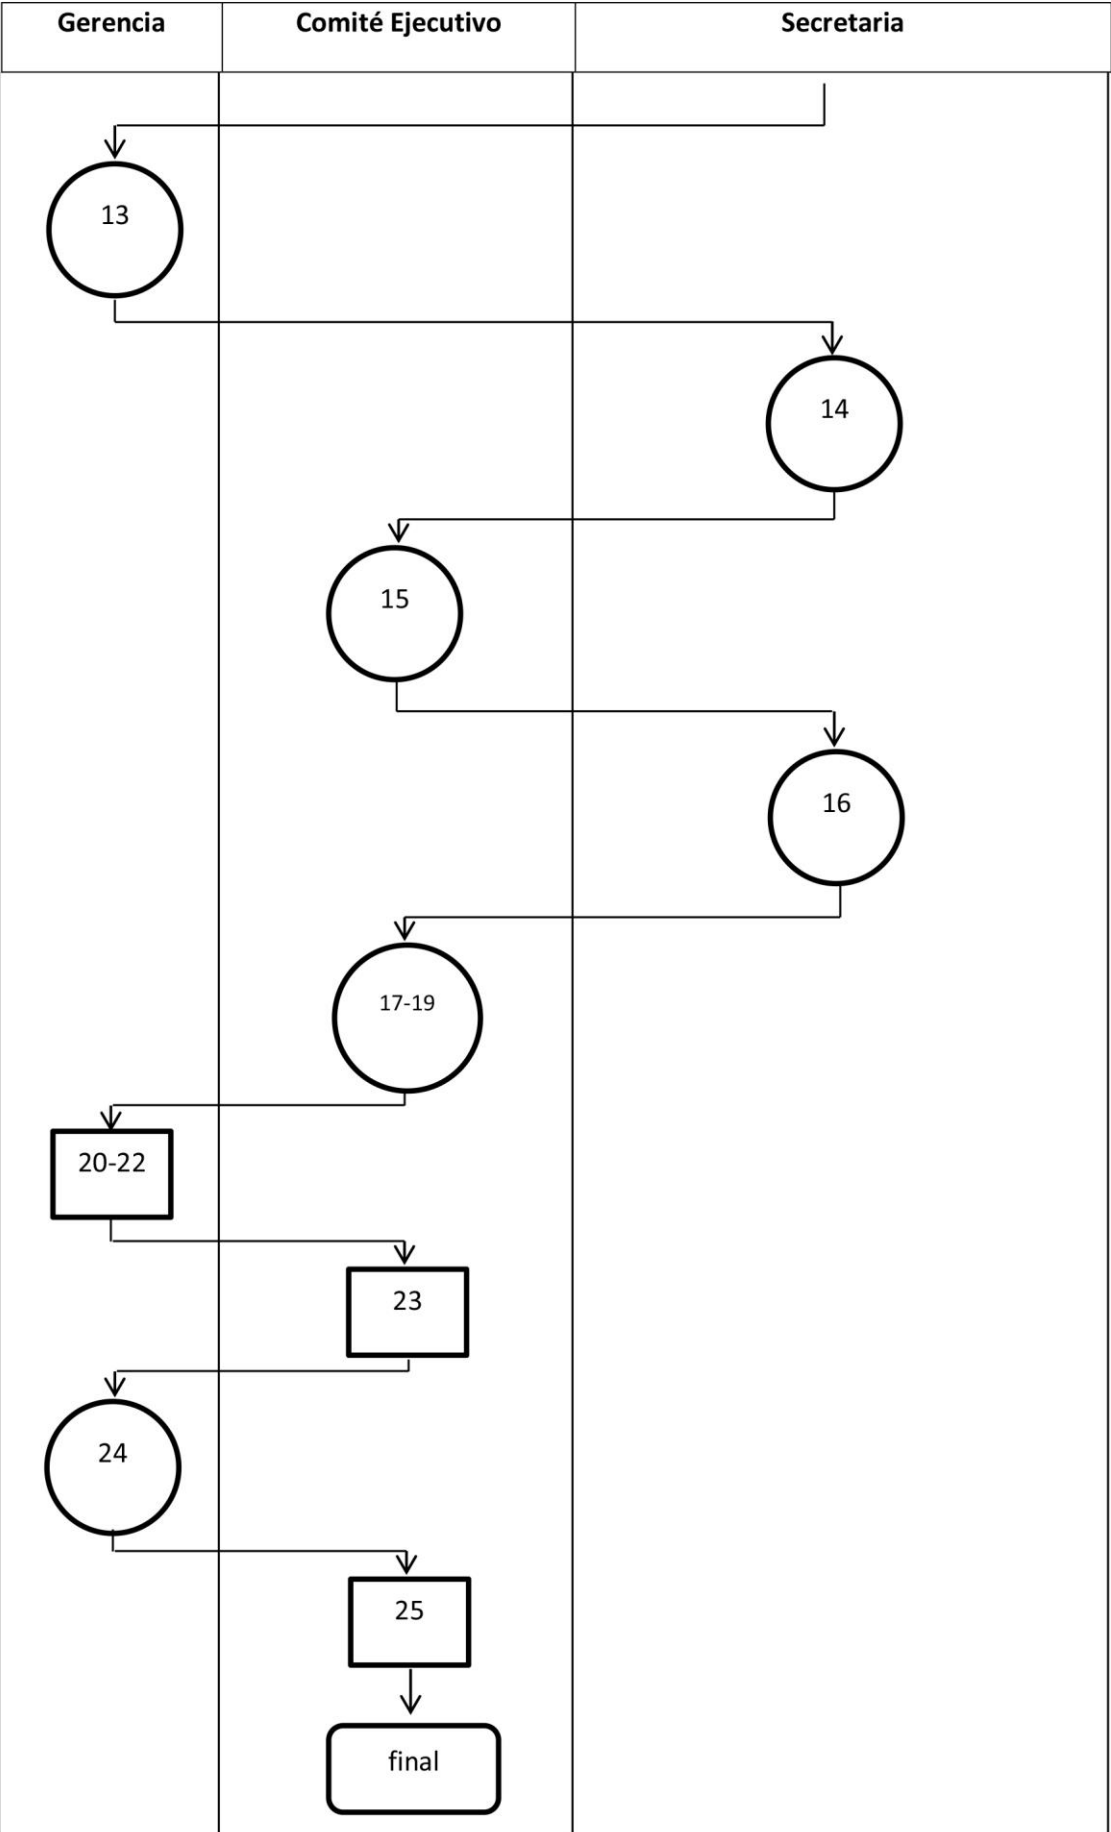 Gerencia
Comité Ejecutivo
Secretaria
13
14
15
16
17-19
20-22
23
24
25
final